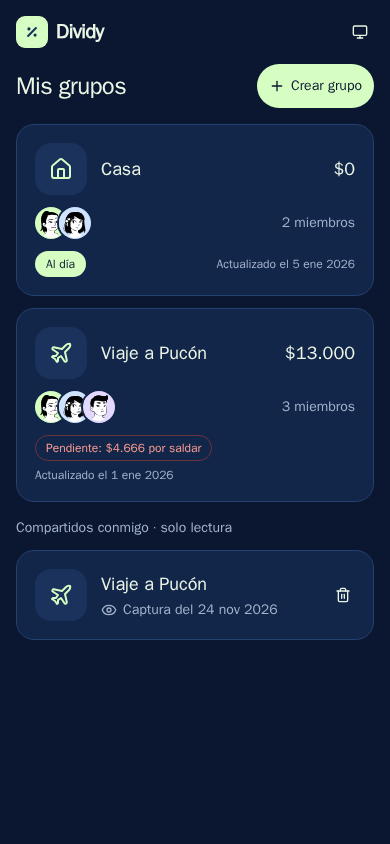 Dividy
Mis grupos
Crear grupo
Casa
$0
2 miembros
Al día
Actualizado el 5 ene 2026
Viaje a Pucón
$13.000
3 miembros
Pendiente: $4.666 por saldar
Actualizado el 1 ene 2026
Compartidos conmigo · solo lectura
Viaje a Pucón
Captura del 24 nov 2026